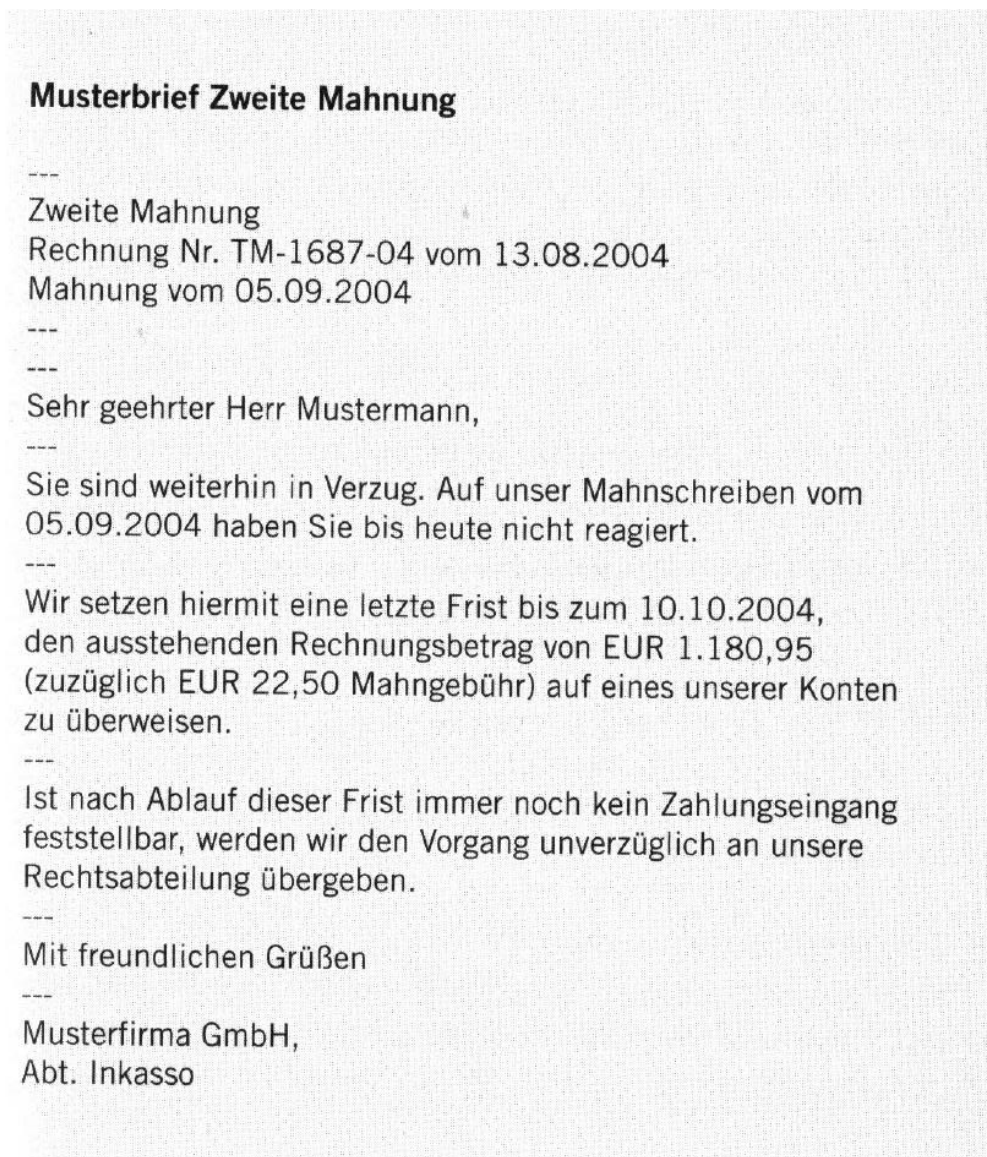 Musterbrief Zweite Mahnung
---
Zweite Mahnung
Rechnung Nr. TM-1687-04 vom 13.08.2004
Mahnung vom 05.09.2004
---
---
Sehr geehrter Herr Mustermann,
---
Sie sind weiterhin in Verzug. Auf unser Mahnschreiben vom
05.09.2004 haben Sie bis heute nicht reagiert.
---
Wir setzen hiermit eine letzte Frist bis zum 10.10.2004,
den ausstehenden Rechnungsbetrag von EUR 1.180,95
(zuzüglich EUR 22,50 Mahngebühr) auf eines unserer Konten
zu überweisen.
---
Ist nach Ablauf dieser Frist immer noch kein Zahlungseingang
feststellbar, werden wir den Vorgang unverzüglich an unsere
Rechtsabteilung übergeben.
---
Mit freundlichen Grüßen
---
Musterfirma GmbH,
Abt. Inkasso